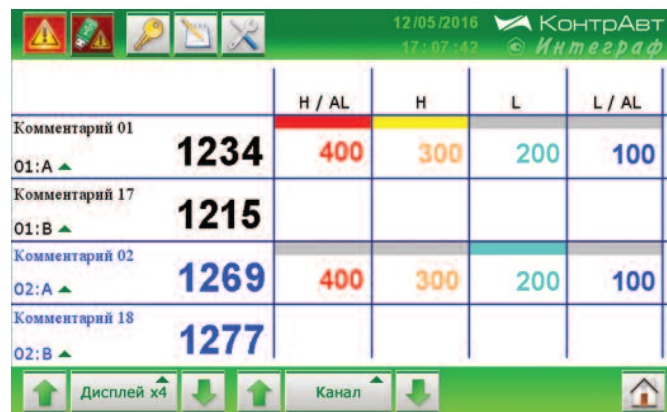 12/05/2016 КонтрАвт
17:07:42 Интеграф
H / AL H L L / AL
Комментарий 01
01:A 1234 400 300 200 100
Комментарий 17
01:B 1215
Комментарий 02
02:A 1269 400 300 200 100
Комментарий 18
02:B 1277
Дисплей x4 Канал